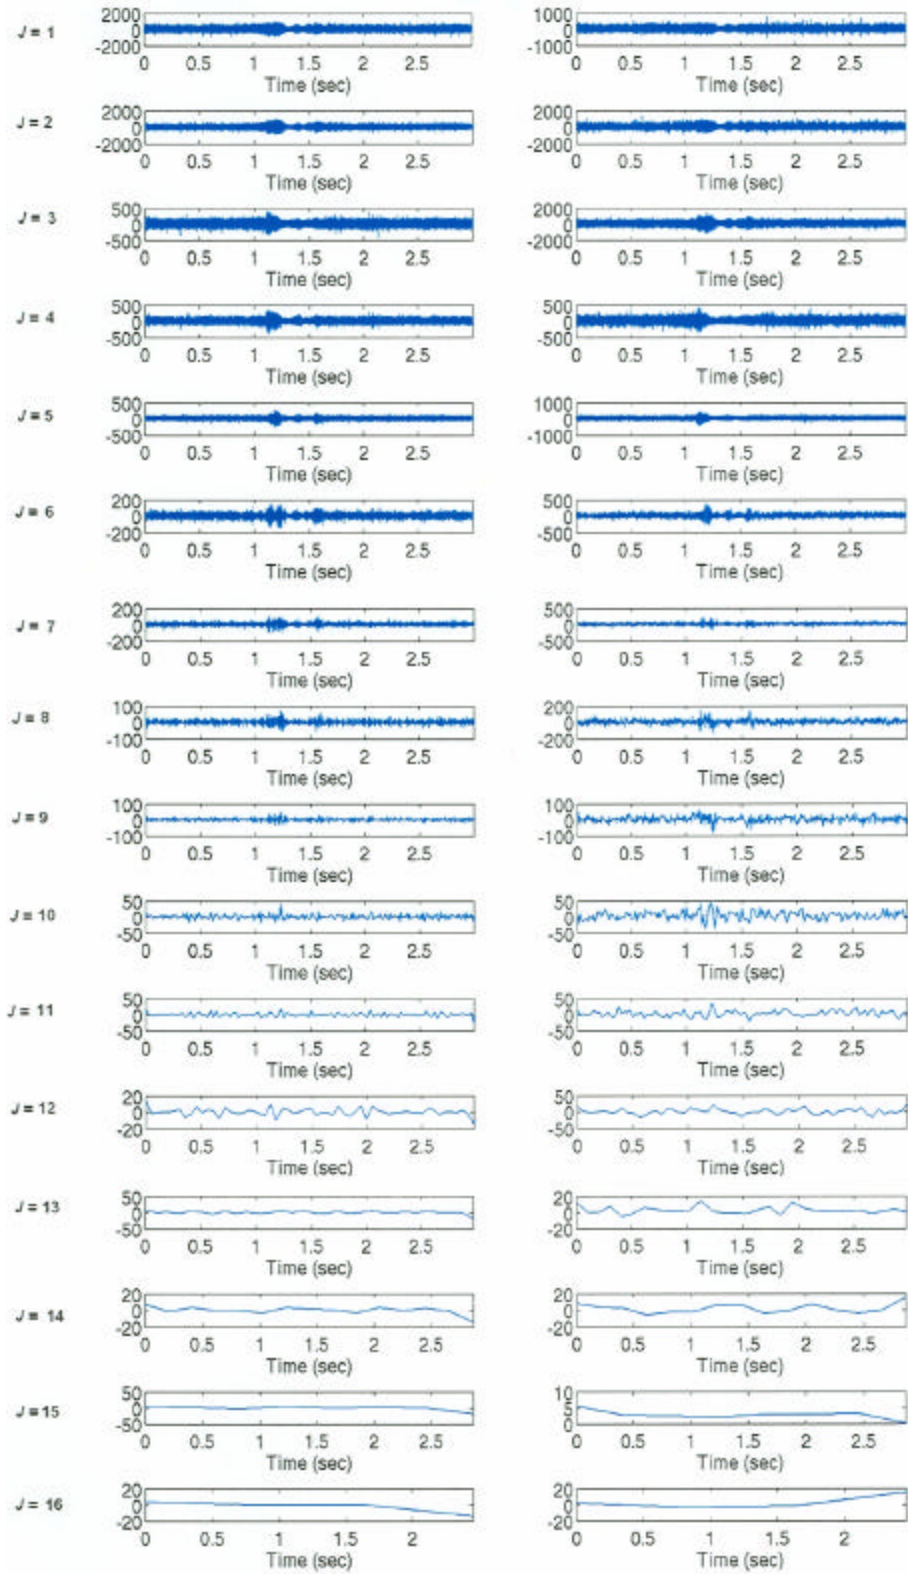 J = 1
2000
0
-2000
0 0.5 1 1.5 2 2.5
Time (sec)
1000
0
-1000
0 0.5 1 1.5 2 2.5
Time (sec)
J = 2
2000
0
-2000
0 0.5 1 1.5 2 2.5
Time (sec)
2000
0
-2000
0 0.5 1 1.5 2 2.5
Time (sec)
J = 3
500
0
-500
0 0.5 1 1.5 2 2.5
Time (sec)
2000
0
-2000
0 0.5 1 1.5 2 2.5
Time (sec)
J = 4
500
0
-500
0 0.5 1 1.5 2 2.5
Time (sec)
500
0
-500
0 0.5 1 1.5 2 2.5
Time (sec)
J = 5
500
0
-500
0 0.5 1 1.5 2 2.5
Time (sec)
1000
0
-1000
0 0.5 1 1.5 2 2.5
Time (sec)
J = 6
200
0
-200
0 0.5 1 1.5 2 2.5
Time (sec)
500
0
-500
0 0.5 1 1.5 2 2.5
Time (sec)
J = 7
200
0
-200
0 0.5 1 1.5 2 2.5
Time (sec)
500
0
-500
0 0.5 1 1.5 2 2.5
Time (sec)
J = 8
100
0
-100
0 0.5 1 1.5 2 2.5
Time (sec)
200
0
-200
0 0.5 1 1.5 2 2.5
Time (sec)
J = 9
100
0
-100
0 0.5 1 1.5 2 2.5
Time (sec)
100
0
-100
0 0.5 1 1.5 2 2.5
Time (sec)
J = 10
50
0
-50
0 0.5 1 1.5 2 2.5
Time (sec)
50
0
-50
0 0.5 1 1.5 2 2.5
Time (sec)
J = 11
50
0
-50
0 0.5 1 1.5 2 2.5
Time (sec)
50
0
-50
0 0.5 1 1.5 2 2.5
Time (sec)
J = 12
20
0
-20
0 0.5 1 1.5 2 2.5
Time (sec)
50
0
-50
0 0.5 1 1.5 2 2.5
Time (sec)
J = 13
50
0
-50
0 0.5 1 1.5 2 2.5
Time (sec)
20
0
-20
0 0.5 1 1.5 2 2.5
Time (sec)
J = 14
20
0
-20
0 0.5 1 1.5 2 2.5
Time (sec)
20
0
-20
0 0.5 1 1.5 2 2.5
Time (sec)
J = 15
50
0
-50
0 0.5 1 1.5 2 2.5
Time (sec)
10
5
0
0 0.5 1 1.5 2 2.5
Time (sec)
J = 16
20
0
-20
0 0.5 1 1.5 2
Time (sec)
20
0
-20
0 0.5 1 1.5 2
Time (sec)